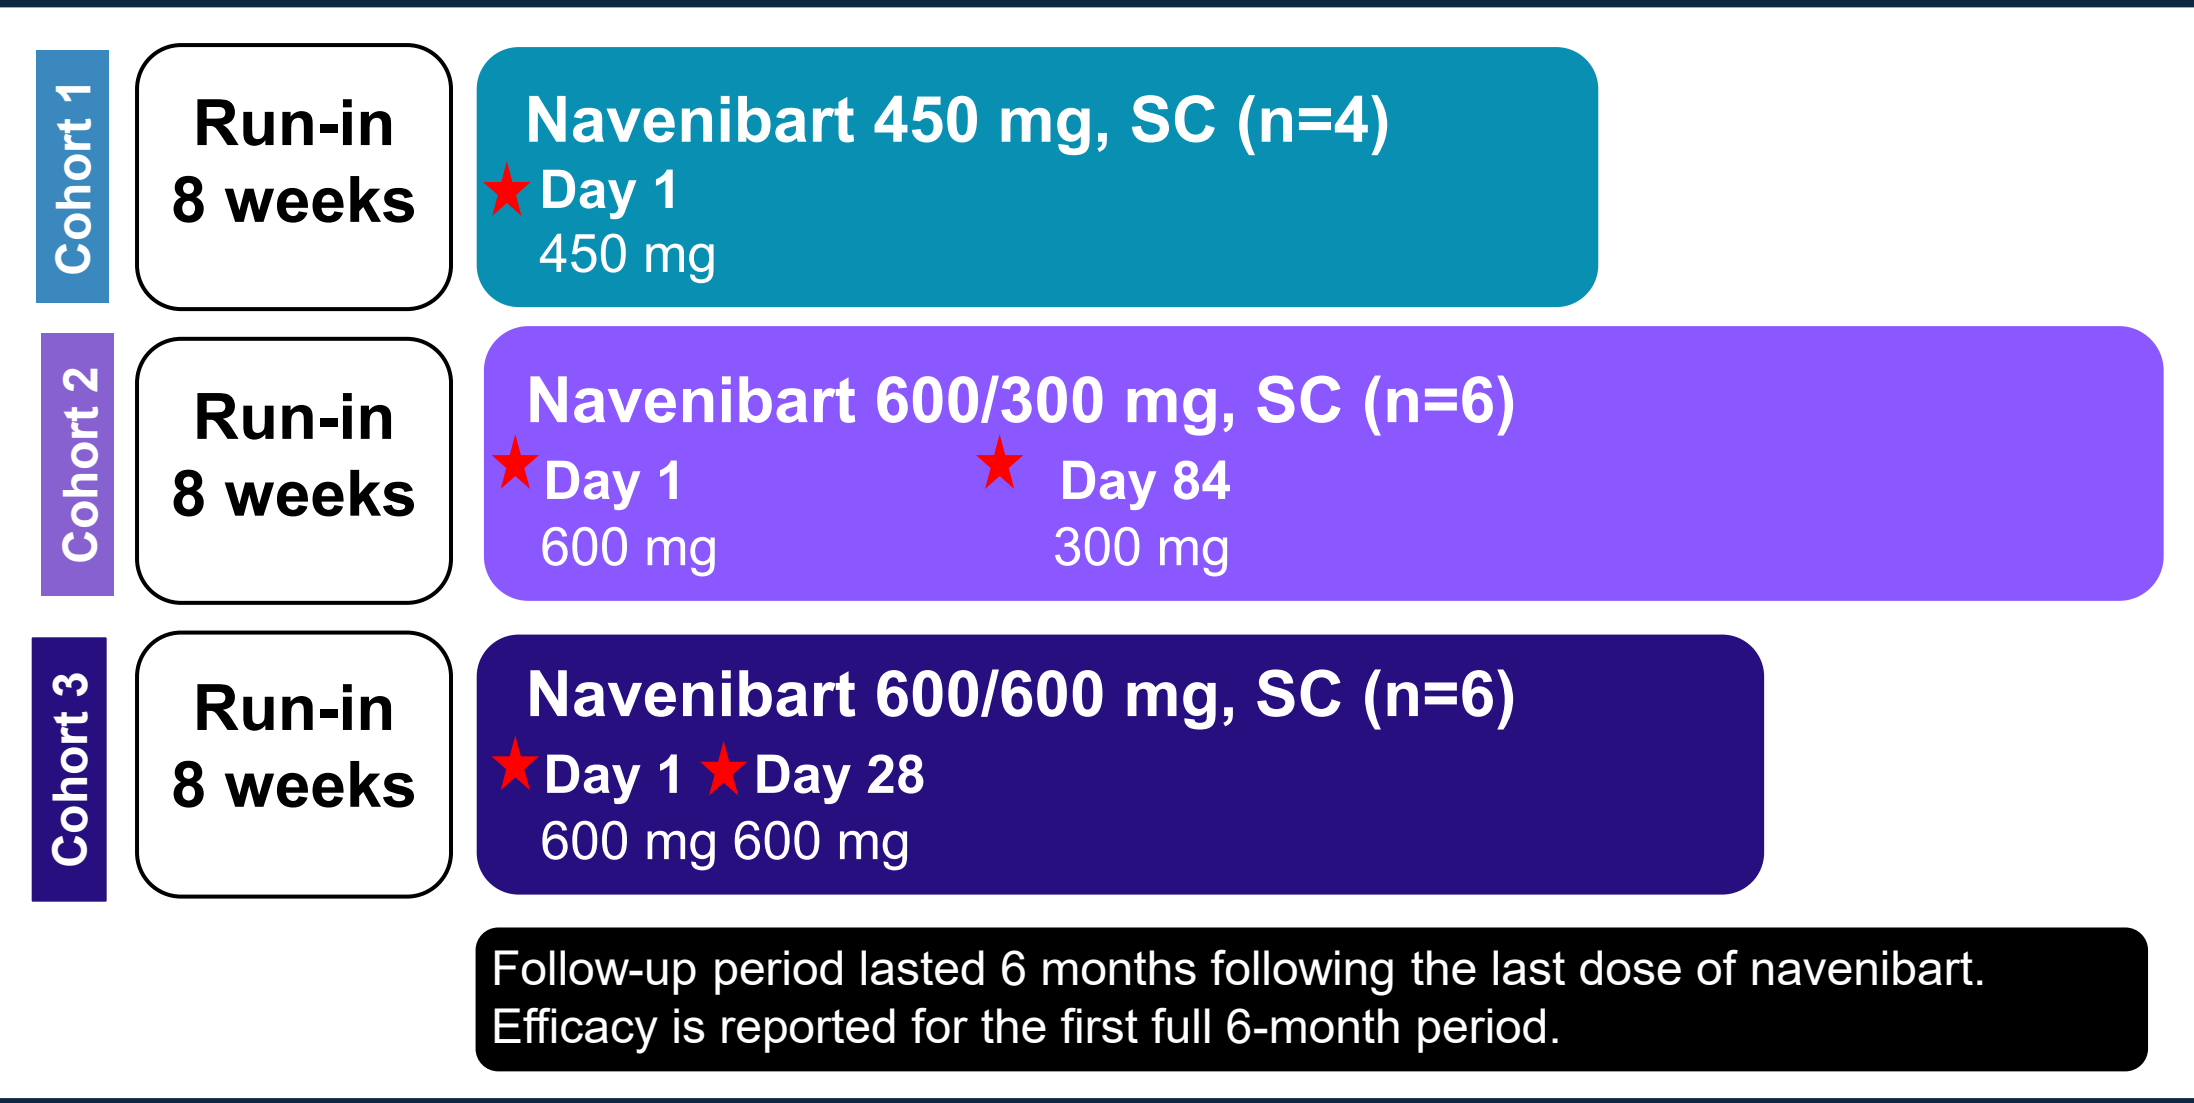 Cohort 1
Run-in
8 weeks
Navenibart 450 mg, SC (n=4)
Day 1
450 mg
Cohort 2
Run-in
8 weeks
Navenibart 600/300 mg, SC (n=6)
Day 1 Day 84
600 mg 300 mg
Cohort 3
Run-in
8 weeks
Navenibart 600/600 mg, SC (n=6)
Day 1 Day 28
600 mg 600 mg
Follow-up period lasted 6 months following the last dose of navenibart.
Efficacy is reported for the first full 6-month period.